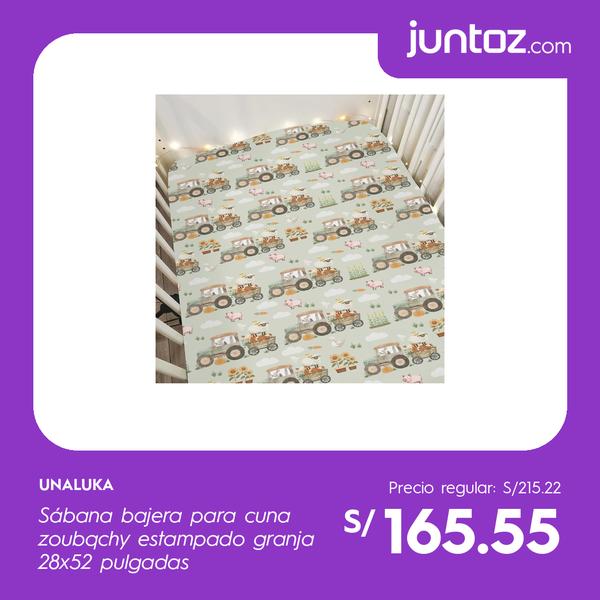 juntoz.com
UNALUKA
Sábana bajera para cuna
zoubqchy estampado granja
28x52 pulgadas
Precio regular: S/215.22
S/165.55